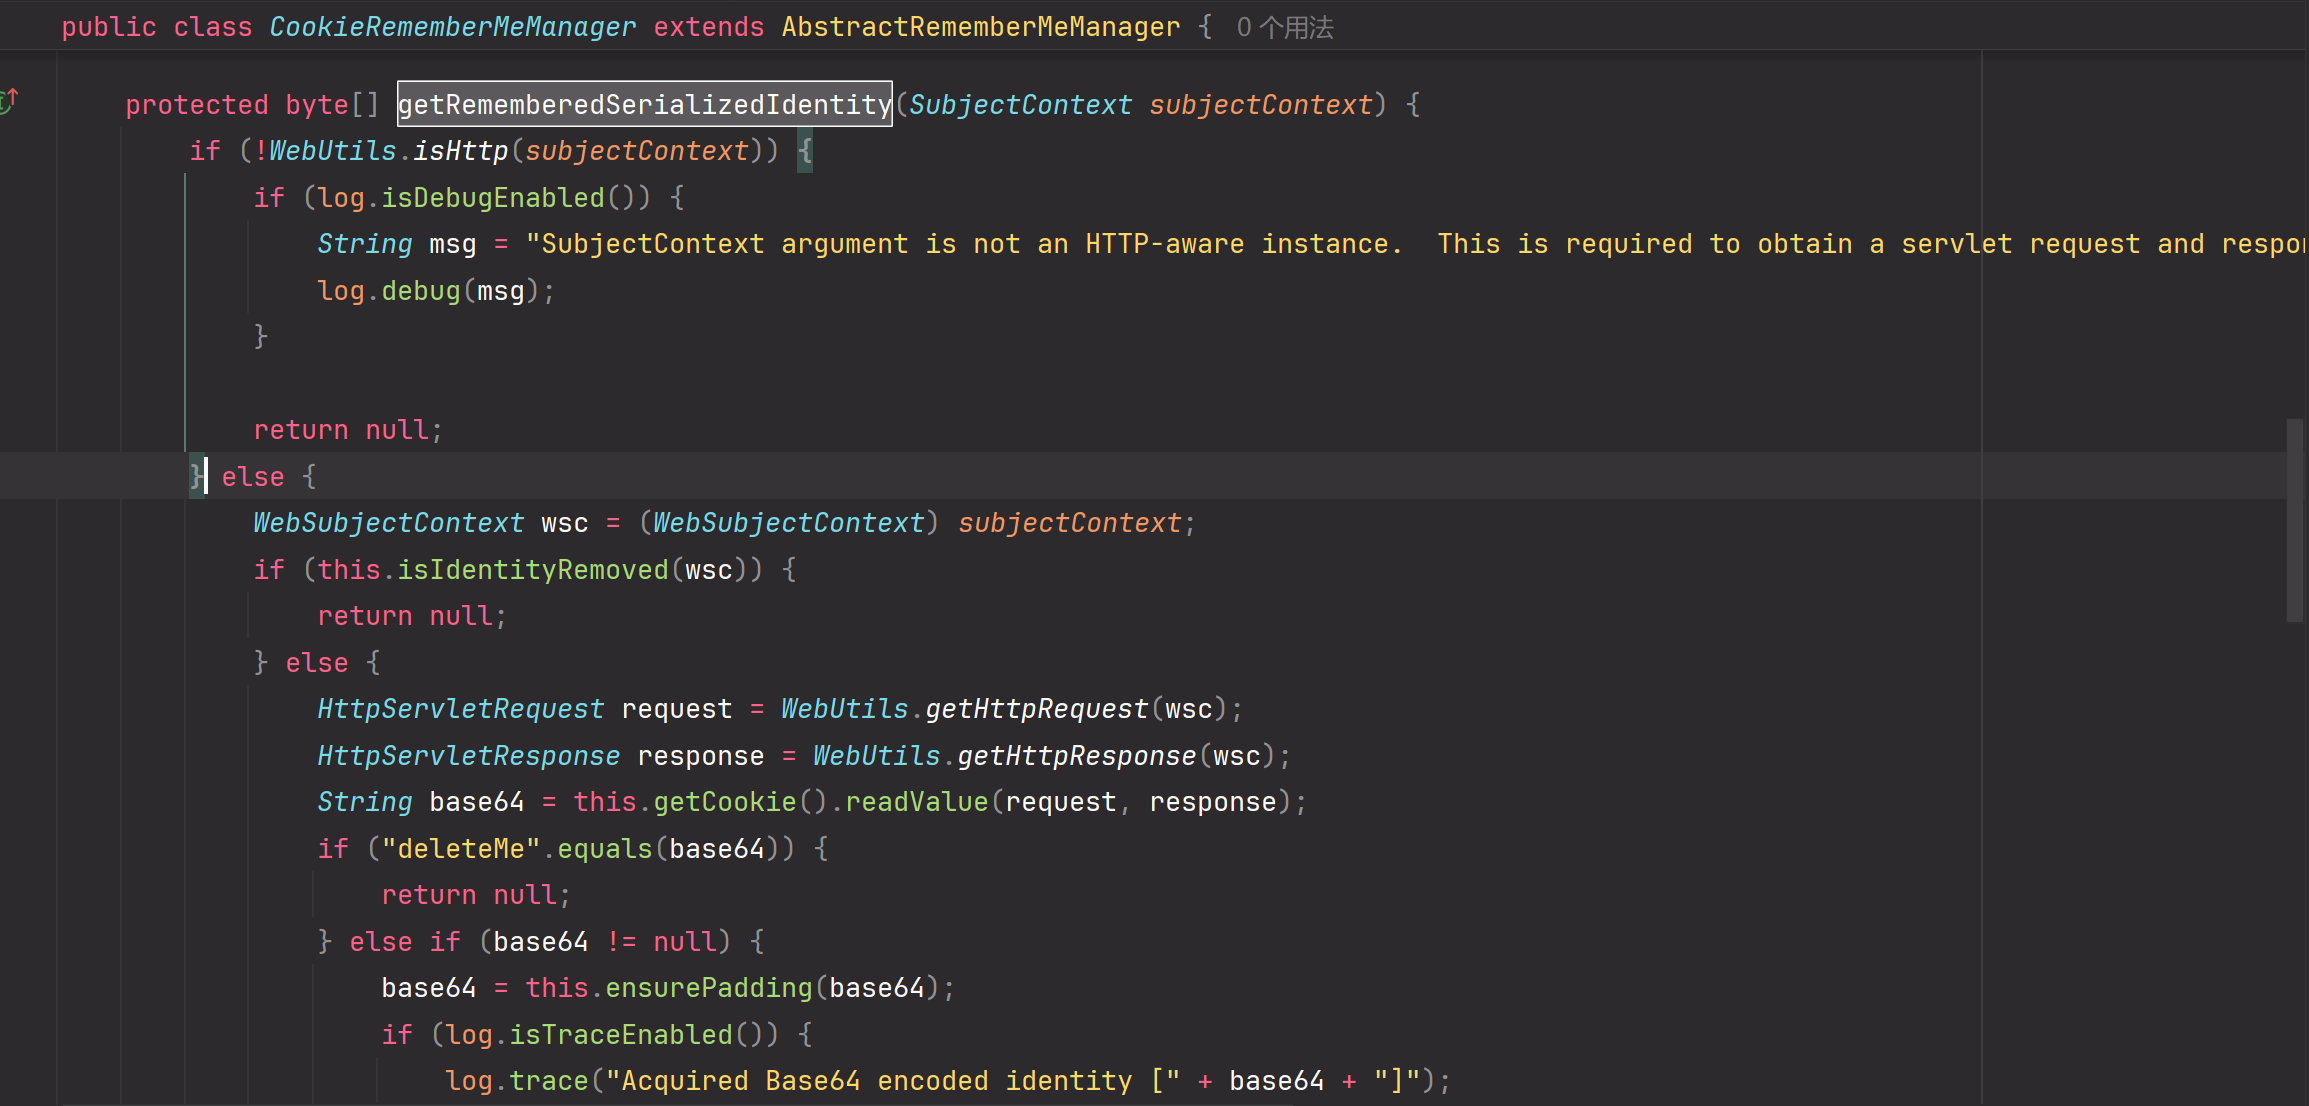 public class CookieRememberMeManager extends AbstractRememberMeManager { 0 个用法
protected byte[] getRememberedSerializedIdentity(SubjectContext subjectContext) {
if (!WebUtils.isHttp(subjectContext)) {
if (log.isDebugEnabled()) {
String msg = "SubjectContext argument is not an HTTP-aware instance.  This is required to obtain a servlet request and
log.debug(msg);
}
return null;
} else {
WebSubjectContext wsc = (WebSubjectContext) subjectContext;
if (this.isIdentityRemoved(wsc)) {
return null;
} else {
HttpServletRequest request = WebUtils.getHttpRequest(wsc);
HttpServletResponse response = WebUtils.getHttpResponse(wsc);
String base64 = this.getCookie().readValue(request, response);
if ("deleteMe".equals(base64)) {
return null;
} else if (base64 != null) {
base64 = this.ensurePadding(base64);
if (log.isTraceEnabled()) {
log.trace("Acquired Base64 encoded identity [" + base64 + "]");